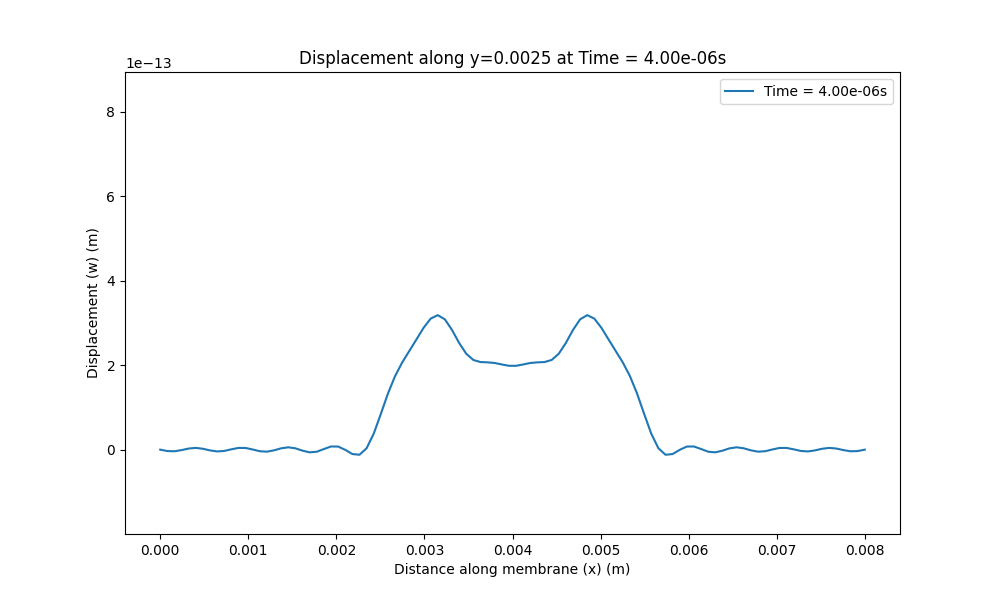 Displacement along y=0.0025 at Time = 4.00e-06s
1e−13
Time = 4.00e-06s
8
6
4
2
0
Displacement (w) (m)
0.000 0.001 0.002 0.003 0.004 0.005 0.006 0.007 0.008
Distance along membrane (x) (m)